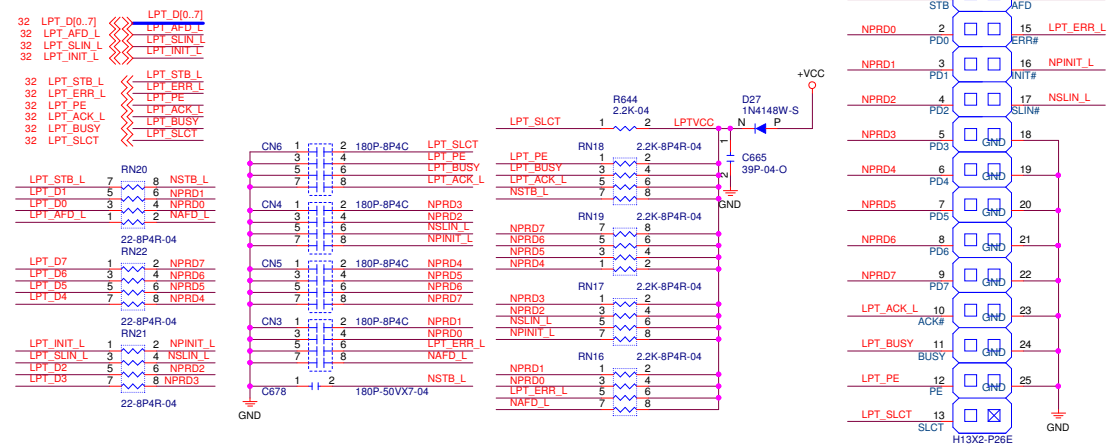 32 LPT_D[0..7] LPT_D[0..7]
32 LPT_AFD_L LPT_AFD_L
32 LPT_SLIN_L LPT_SLIN_L
32 LPT_INIT_L LPT_INIT_L
32 LPT_STB_L LPT_STB_L
32 LPT_ERR_L LPT_ERR_L
32 LPT_PE LPT_PE
32 LPT_ACK_L LPT_ACK_L
32 LPT_BUSY LPT_BUSY
32 LPT_SLCT LPT_SLCT
RN20
LPT_STB_L 7 8 NSTB_L
LPT_D1 5 6 NPRD1
LPT_D0 3 4 NPRD0
LPT_AFD_L 1 2 NAFD_L
22-8P4R-04
RN22
LPT_D7 1 2 NPRD7
LPT_D6 3 4 NPRD6
LPT_D5 5 6 NPRD5
LPT_D4 7 8 NPRD4
22-8P4R-04
RN21
LPT_INIT_L 1 2 NPINIT_L
LPT_SLIN_L 3 4 NSLIN_L
LPT_D2 5 6 NPRD2
LPT_D3 7 8 NPRD3
22-8P4R-04
CN6 1 2 180P-8P4C LPT_SLCT
3 4 LPT_PE
5 6 LPT_BUSY
7 8 LPT_ACK_L
CN4 1 2 180P-8P4C NPRD3
3 4 NPRD2
5 6 NSLIN_L
7 8 NPINIT_L
CN5 1 2 180P-8P4C NPRD4
3 4 NPRD5
5 6 NPRD6
7 8 NPRD7
CN3 1 2 180P-8P4C NPRD1
3 4 NPRD0
5 6 LPT_ERR_L
7 8 NAFD_L
C678 1 2 180P-50VX7-04 NSTB_L
GND
+VCC
R644
2.2K-04
D27
1N4148W-S
LPT_SLCT 1 2 LPTVCC N P
1
C665
39P-04-O
2
GND
RN18 2.2K-8P4R-04
LPT_PE 1 2
LPT_BUSY 3 4
LPT_ACK_L 5 6
NSTB_L 7 8
RN19 2.2K-8P4R-04
NPRD7 7 8
NPRD6 5 6
NPRD5 3 4
NPRD4 1 2
RN17 2.2K-8P4R-04
NPRD3 1 2
NPRD2 3 4
NSLIN_L 5 6
NPINIT_L 7 8
RN16 2.2K-8P4R-04
NPRD1 1 2
NPRD0 3 4
LPT_ERR_L 5 6
NAFD_L 7 8
STB AFD
NPRD0 2 15 LPT_ERR_L
PD0 ERR#
NPRD1 3 16 NPINIT_L
PD1 INIT#
NPRD2 4 17 NSLIN_L
PD2 SLIN#
NPRD3 5 18
PD3 GND
NPRD4 6 19
PD4 GND
NPRD5 7 20
PD5 GND
NPRD6 8 21
PD6 GND
NPRD7 9 22
PD7 GND
LPT_ACK_L 10 23
ACK# GND
LPT_BUSY 11 24
BUSY GND
LPT_PE 12 25
PE GND
LPT_SLCT 13
SLCT
GND
H13X2-P26E